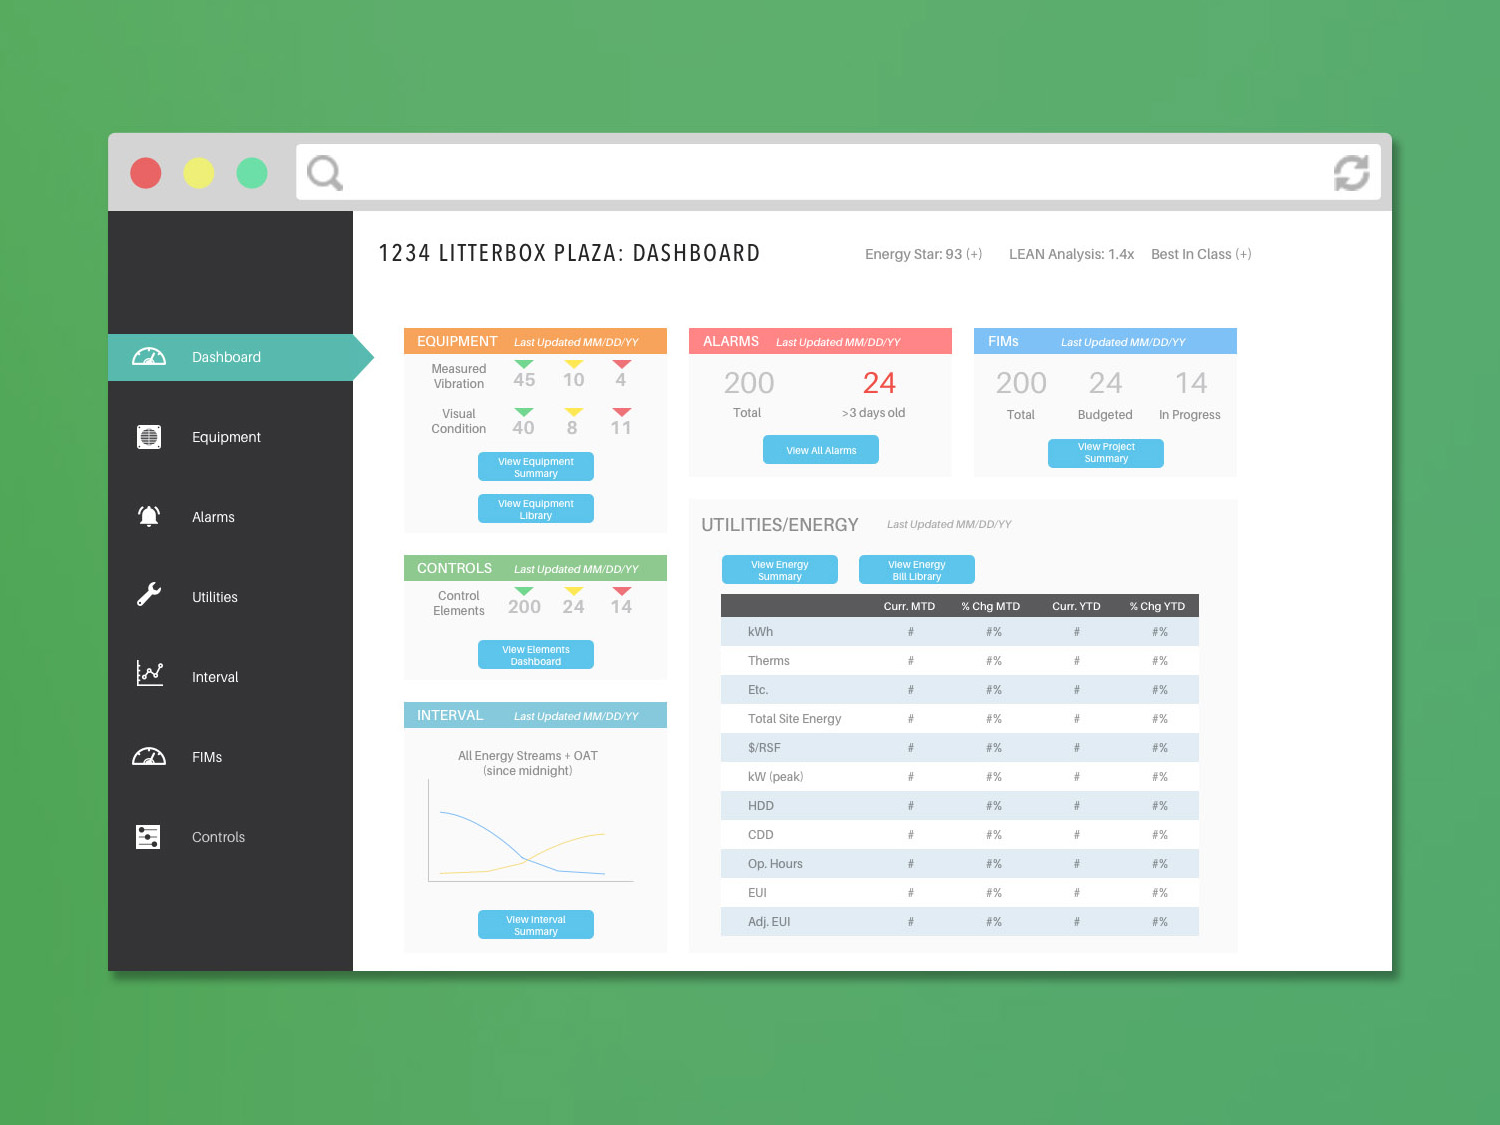 1234 LITTERBOX PLAZA: DASHBOARD
Energy Star: 93 (+) LEAN Analysis: 1.4x Best In Class (+)
Dashboard
Equipment
Alarms
Utilities
Interval
FIMs
Controls
EQUIPMENT Last Updated MM/DD/YY
Measured
Vibration
45 10 4
Visual
Condition
40 8 11
View Equipment
Summary
View Equipment
Library
CONTROLS Last Updated MM/DD/YY
Control
Elements
200 24 14
View Elements
Dashboard
INTERVAL Last Updated MM/DD/YY
All Energy Streams + OAT
(since midnight)
View Interval
Summary
ALARMS Last Updated MM/DD/YY
200 24
Total >3 days old
View All Alarms
FIMs Last Updated MM/DD/YY
200 24 14
Total Budgeted In Progress
View Project
Summary
UTILITIES/ENERGY Last Updated MM/DD/YY
View Energy
Summary
View Energy
Bill Library
Curr. MTD % Chg MTD Curr. YTD % Chg YTD
kWh # #% # #%
Therms # #% # #%
Etc. # #% # #%
Total Site Energy # #% # #%
$/RSF # #% # #%
kW (peak) # #% # #%
HDD # #% # #%
CDD # #% # #%
Op. Hours # #% # #%
EUI # #% # #%
Adj. EUI # #% # #%